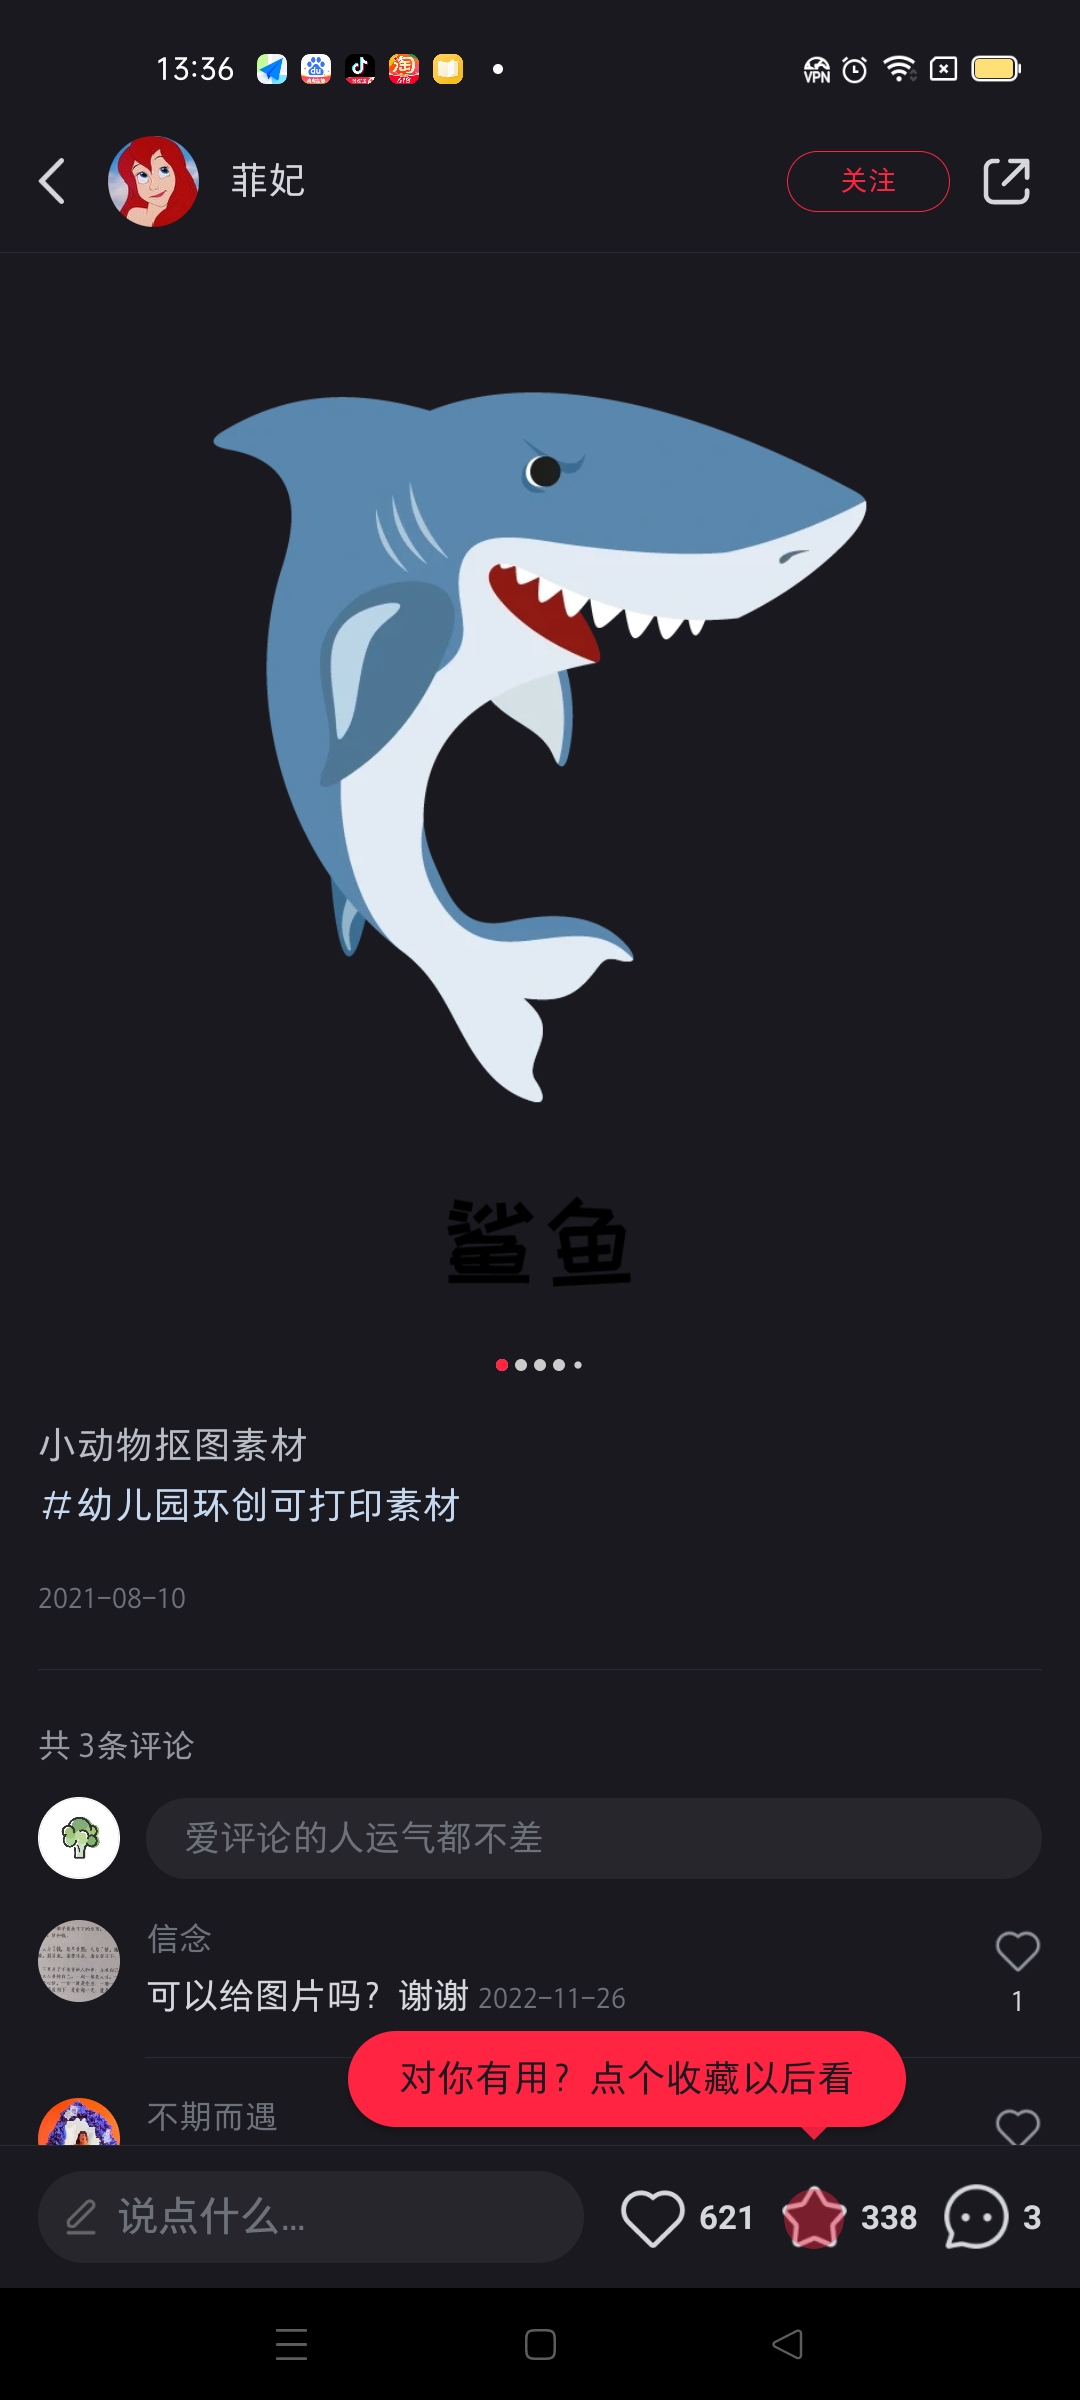 13:36
VPN
菲妃
关注
鲨鱼
小动物抠图素材
#幼儿园环创可打印素材
2021-08-10
共 3条评论
爱评论的人运气都不差
信念
可以给图片吗？谢谢 2022-11-26
1
对你有用？点个收藏以后看
不期而遇
说点什么...
621
338
3